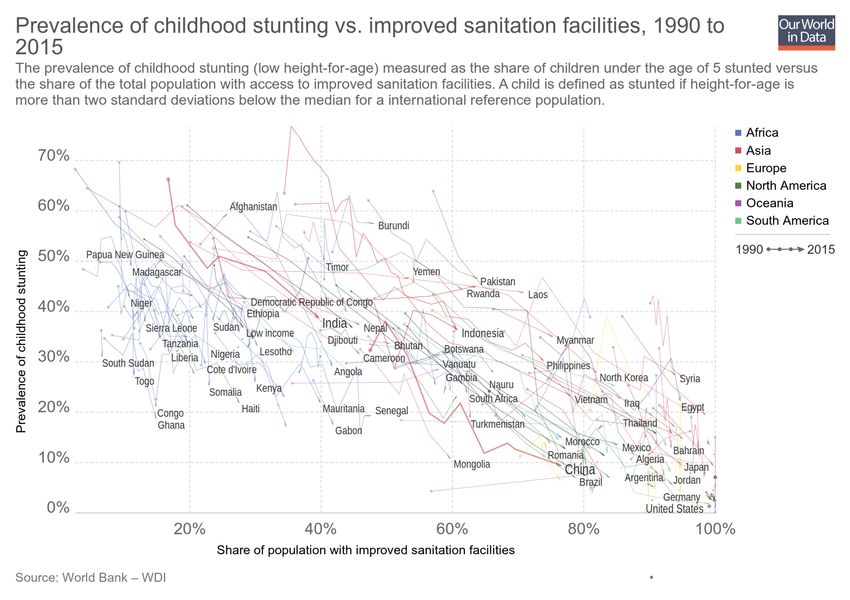 Prevalence of childhood stunting vs. improved sanitation facilities, 1990 to
2015
Our World
in Data
The prevalence of childhood stunting (low height-for-age) measured as the share of children under the age of 5 stunted versus
the share of the total population with access to improved sanitation facilities. A child is defined as stunted if height-for-age is
more than two standard deviations below the median for a international reference population.
Africa
Asia
Europe
North America
Oceania
South America
1990 2015
Prevalence of childhood stunting
70%
60%
50%
40%
30%
20%
10%
0%
Afghanistan
Burundi
Papua New Guinea
Madagascar
Timor
Yemen
Pakistan
Rwanda
Laos
Niger
Democratic Republic of Congo
Ethiopia
India
Sierra Leone
Sudan
Low income
Nepal
Indonesia
Myanmar
Tanzania
Djibouti
Bhutan
Botswana
Liberia
Nigeria
Lesotho
Cameroon
South Sudan
Cote d'Ivoire
Angola
Vanuatu
Philippines
Togo
Somalia
Kenya
Gambia
Nauru
North Korea
Syria
Congo
Ghana
Haiti
Mauritania
Senegal
South Africa
Vietnam
Iraq
Egypt
Gabon
Turkmenistan
Thailand
Morocco
Mexico
Bahrain
Mongolia
Romania
Algeria
China
Japan
Brazil
Argentina
Jordan
Germany
United States
20%
40%
60%
80%
100%
Share of population with improved sanitation facilities
Source: World Bank – WDI